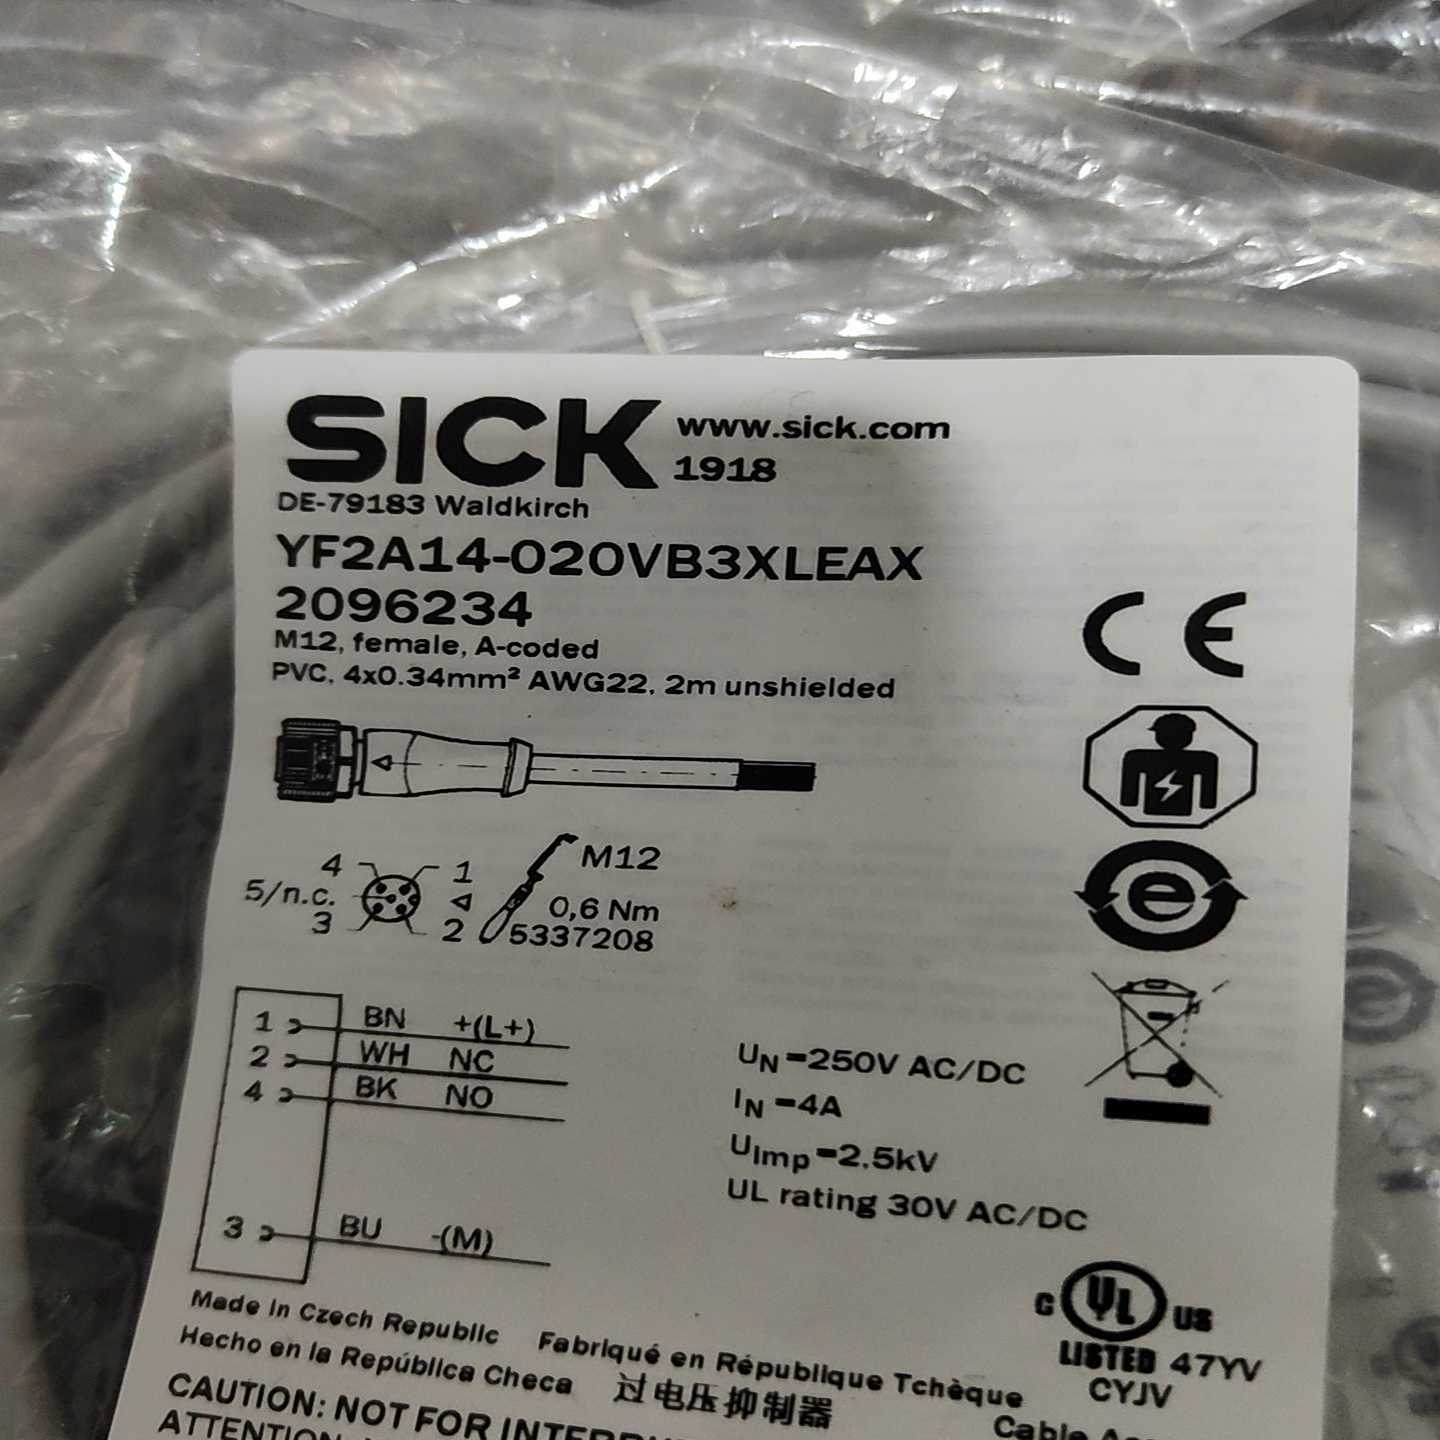 SICK www.sick.com
1918
DE-79183 Waldkirch
YF2A14-020VB3XLEAX
2096234
M12, female, A-coded
PVC, 4x0.34mm² AWG22, 2m unshielded
CE
4 1 M12
5/n.c. 0,6 Nm
3 2 5337208
e
1 BN +(L+)
2 WH NC
4 BK NO
3 BU -(M)
UN=250V AC/DC
IN=4A
UImp=2.5kV
UL rating 30V AC/DC
C UL US
LISTED 47YV
CYJV
Made in Czech Republic Fabriqué en République Tchèque
Hecho en la República Checa 过电压抑制器
CAUTION: NOT FOR
ATTENTION: Cable